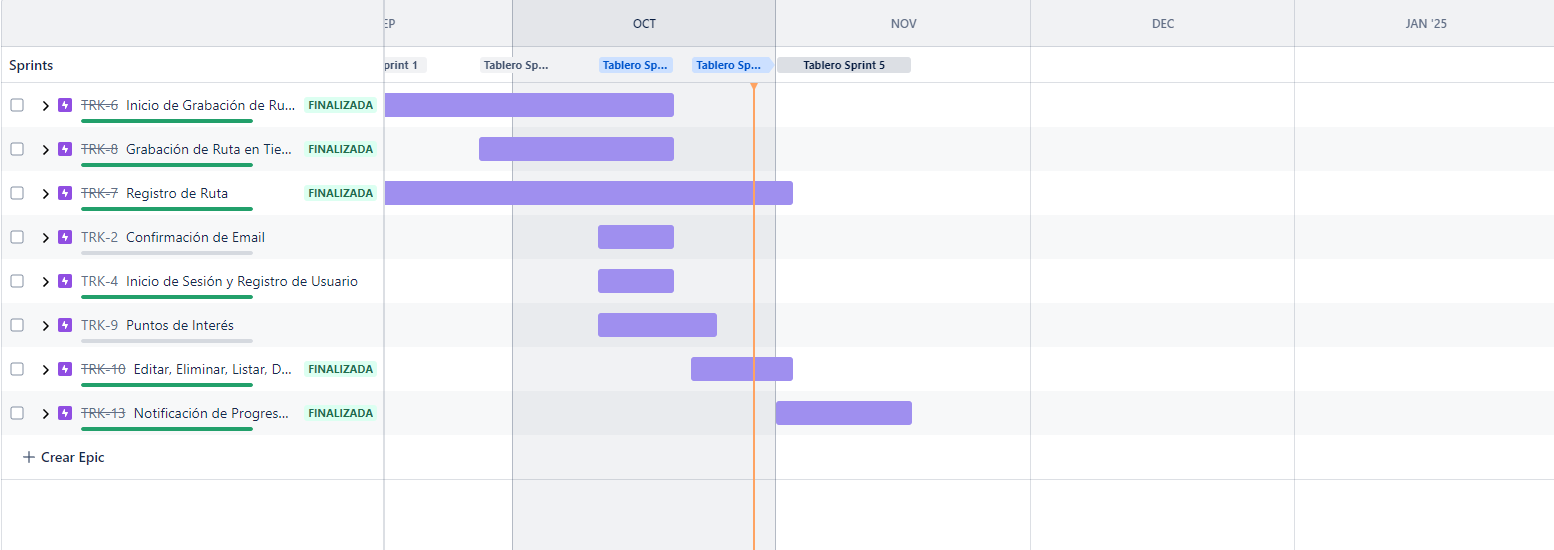 EP OCT NOV DEC JAN '25
Sprints print 1 Tablero Sp... Tablero Sp... Tablero Sp... Tablero Sprint 5
TRK-6 Inicio de Grabación de Ru... FINALIZADA
TRK-8 Grabación de Ruta en Tie... FINALIZADA
TRK-7 Registro de Ruta FINALIZADA
TRK-2 Confirmación de Email
TRK-4 Inicio de Sesión y Registro de Usuario
TRK-9 Puntos de Interés
TRK-10 Editar, Eliminar, Listar, D... FINALIZADA
TRK-13 Notificación de Progres... FINALIZADA
+ Crear Epic